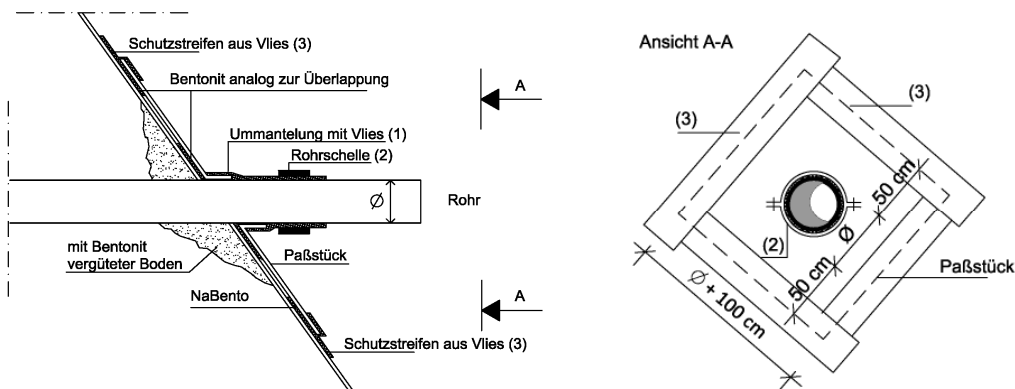 Schutzstreifen aus Vlies (3)
Bentonit analog zur Überlappung
A
Ummantelung mit Vlies (1)
Rohrschelle (2)
Ø
Rohr
mit Bentonit
vergüteter Boden
Paßstück
NaBento
A
Schutzstreifen aus Vlies (3)
Ansicht A-A
(3)
(3)
50 cm
Ø
(2)
50 cm
Paßstück
Ø + 100 cm